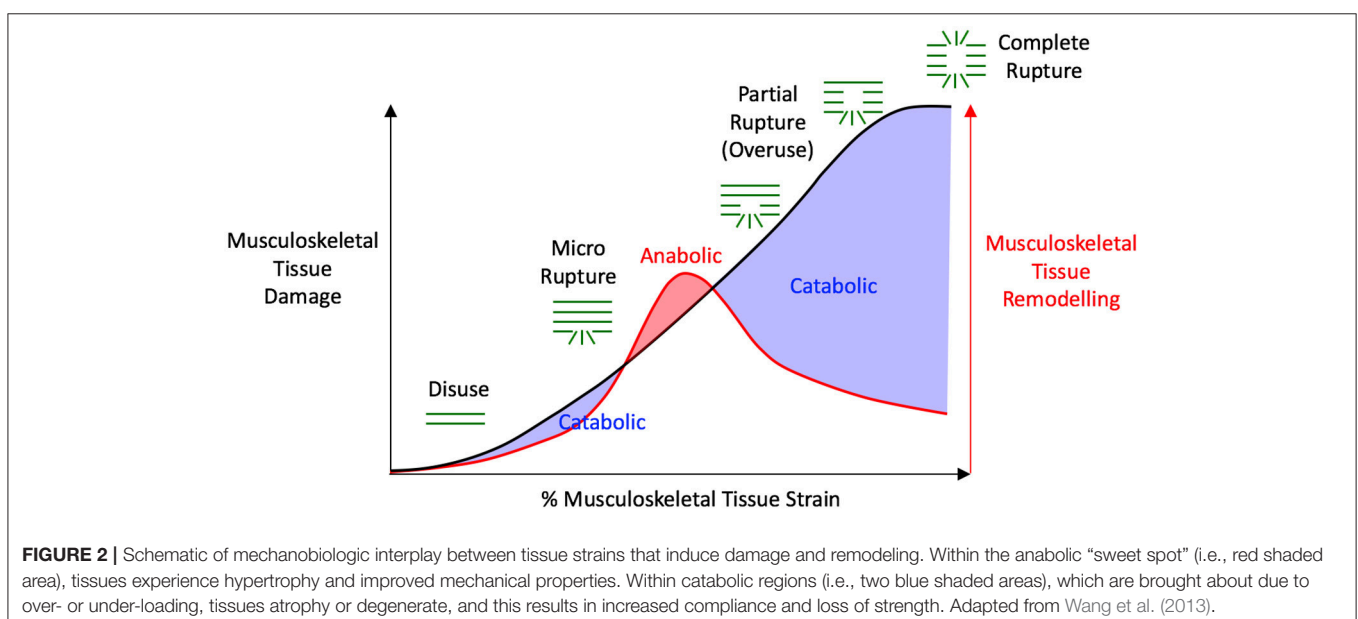 Complete
Rupture
Partial
Rupture
(Overuse)
Musculoskeletal
Tissue
Damage
Micro
Rupture
Anabolic
Catabolic
Musculoskeletal
Tissue
Remodelling
Disuse
Catabolic
% Musculoskeletal Tissue Strain
FIGURE 2 | Schematic of mechanobiologic interplay between tissue strains that induce damage and remodeling. Within the anabolic “sweet spot” (i.e., red shaded
area), tissues experience hypertrophy and improved mechanical properties. Within catabolic regions (i.e., two blue shaded areas), which are brought about due to
over- or under-loading, tissues atrophy or degenerate, and this results in increased compliance and loss of strength. Adapted from Wang et al. (2013).